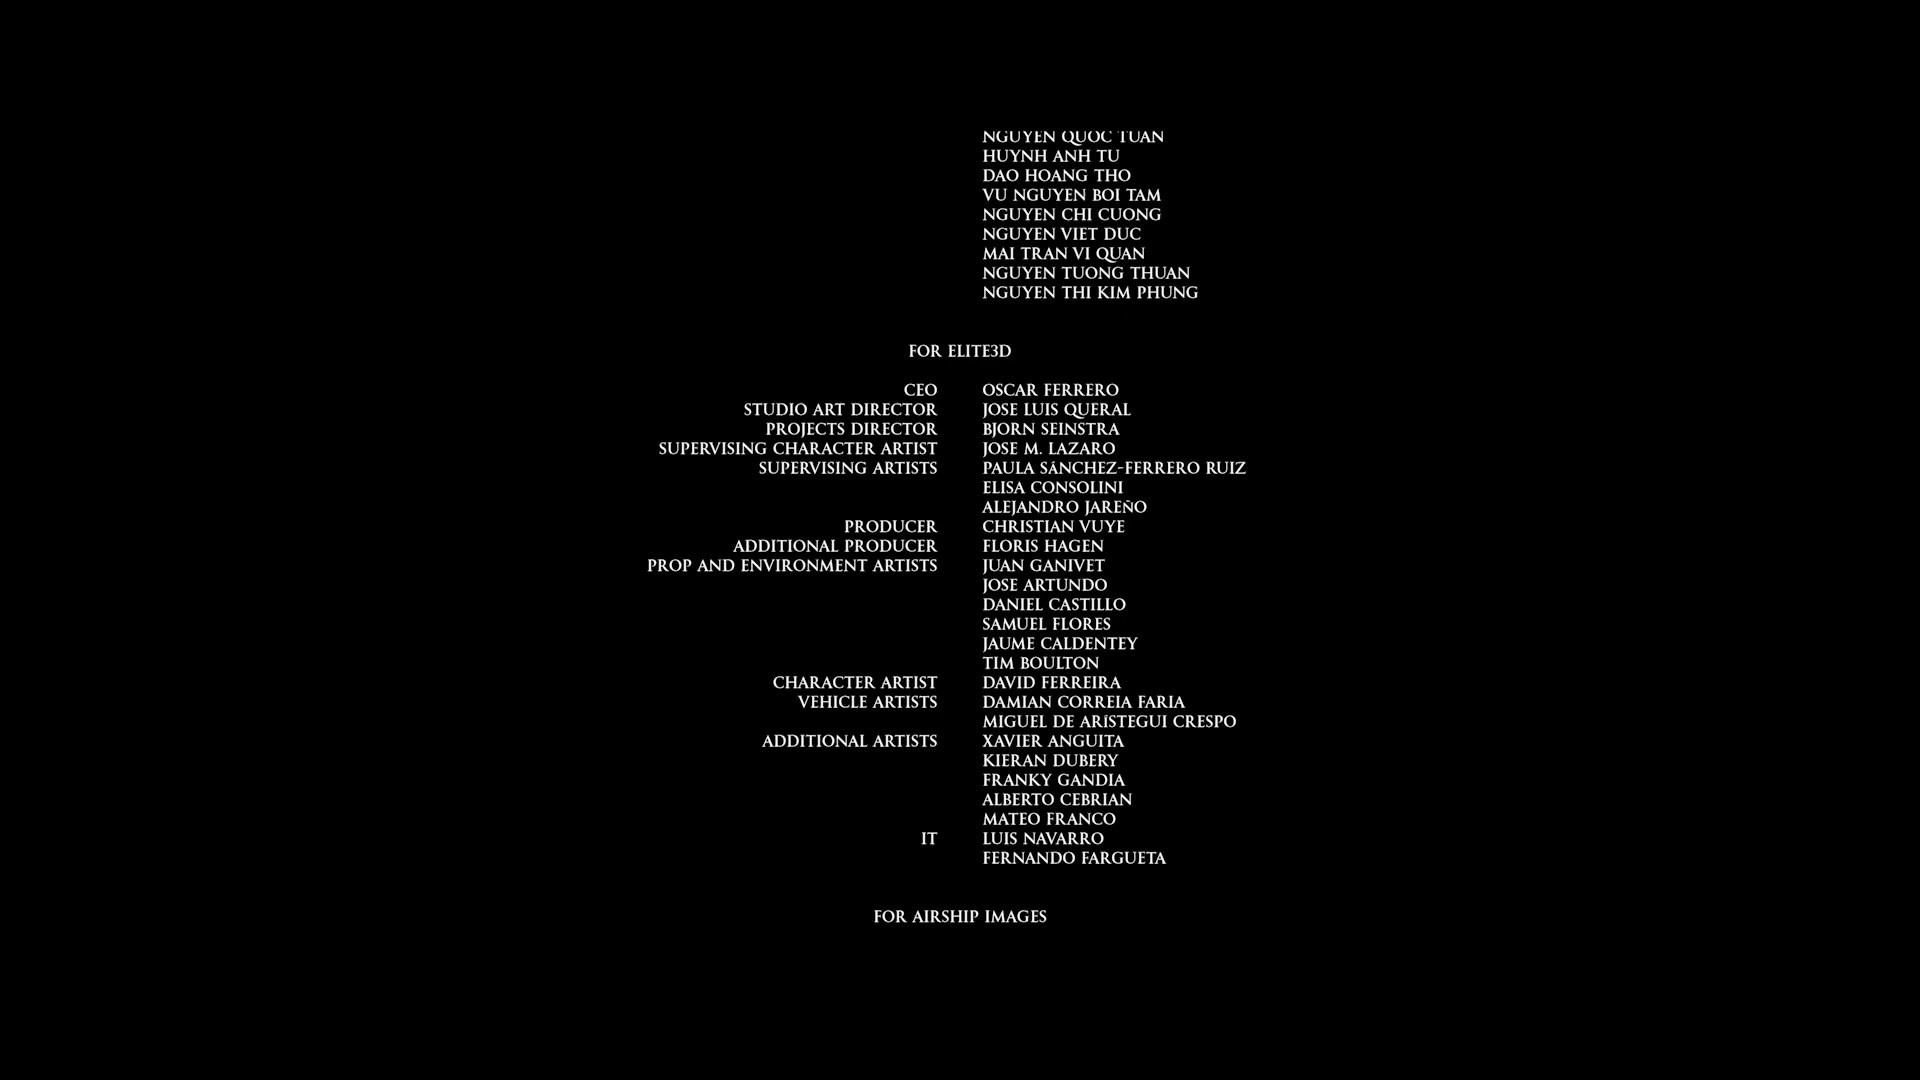 NGUYEN QUOC TUAN
HUYNH ANH TU
DAO HOANG THO
VU NGUYEN BOI TAM
NGUYEN CHI CUONG
NGUYEN VIET DUC
MAI TRAN VI QUAN
NGUYEN TUONG THUAN
NGUYEN THI KIM PHUNG
FOR ELITE3D
CEO OSCAR FERRERO
STUDIO ART DIRECTOR JOSE LUIS QUERAL
PROJECTS DIRECTOR BJORN SEINSTRA
SUPERVISING CHARACTER ARTIST JOSE M. LAZARO
SUPERVISING ARTISTS PAULA SÁNCHEZ-FERRERO RUIZ
ELISA CONSOLINI
ALEJANDRO JAREÑO
PRODUCER CHRISTIAN VUYE
ADDITIONAL PRODUCER FLORIS HAGEN
PROP AND ENVIRONMENT ARTISTS JUAN GANIVET
JOSE ARTUNDO
DANIEL CASTILLO
SAMUEL FLORES
JAUME CALDENTEY
TIM BOULTON
CHARACTER ARTIST DAVID FERREIRA
VEHICLE ARTISTS DAMIAN CORREIA FARIA
MIGUEL DE ARÍSTEGUI CRESPO
ADDITIONAL ARTISTS XAVIER ANGUITA
KIERAN DUBERY
FRANKY GANDIA
ALBERTO CEBRIAN
MATEO FRANCO
IT LUIS NAVARRO
FERNANDO FARGUETA
FOR AIRSHIP IMAGES